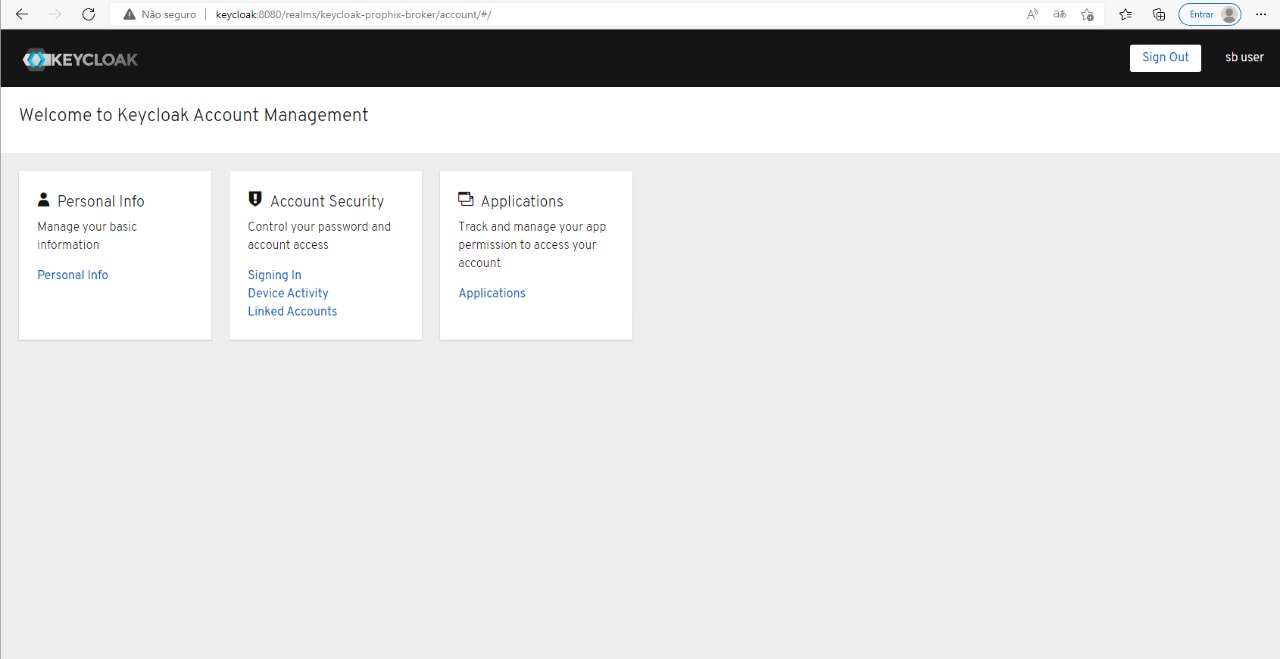 Não seguro keycloak:8080/realms/keycloak-prophix-broker/account/#/ Entrar
KEYCLOAK
Sign Out sb user
Welcome to Keycloak Account Management
Personal Info
Manage your basic
information
Personal Info
Account Security
Control your password and
account access
Signing In
Device Activity
Linked Accounts
Applications
Track and manage your app
permission to access your
account
Applications